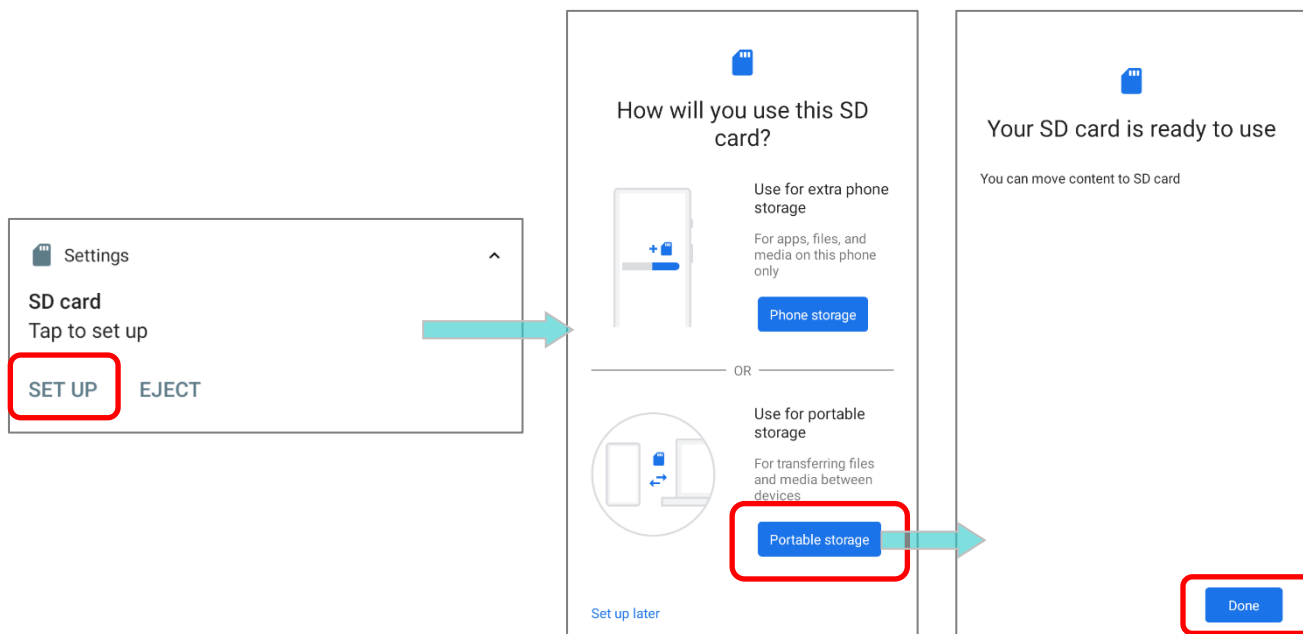 Settings
SD card
Tap to set up
SET UP EJECT
How will you use this SD
card?
Use for extra phone
storage
For apps, files, and
media on this phone
only
Phone storage
OR
Use for portable
storage
For transferring files
and media between
devices
Portable storage
Set up later
Your SD card is ready to use
You can move content to SD card
Done